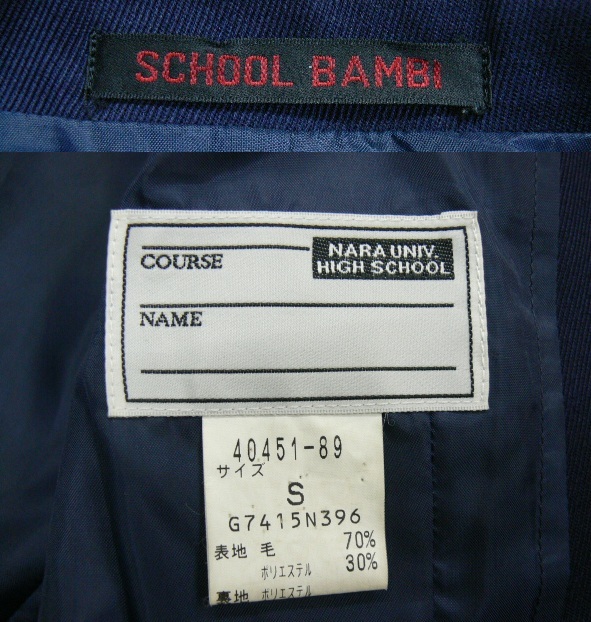 SCHOOL BAMBI
NARA UNIV.
HIGH SCHOOL
COURSE
NAME
40451-89
サイズ
S
G7415N396
表地 毛 70%
ポリエステル 30%
裏地 ポリエステル